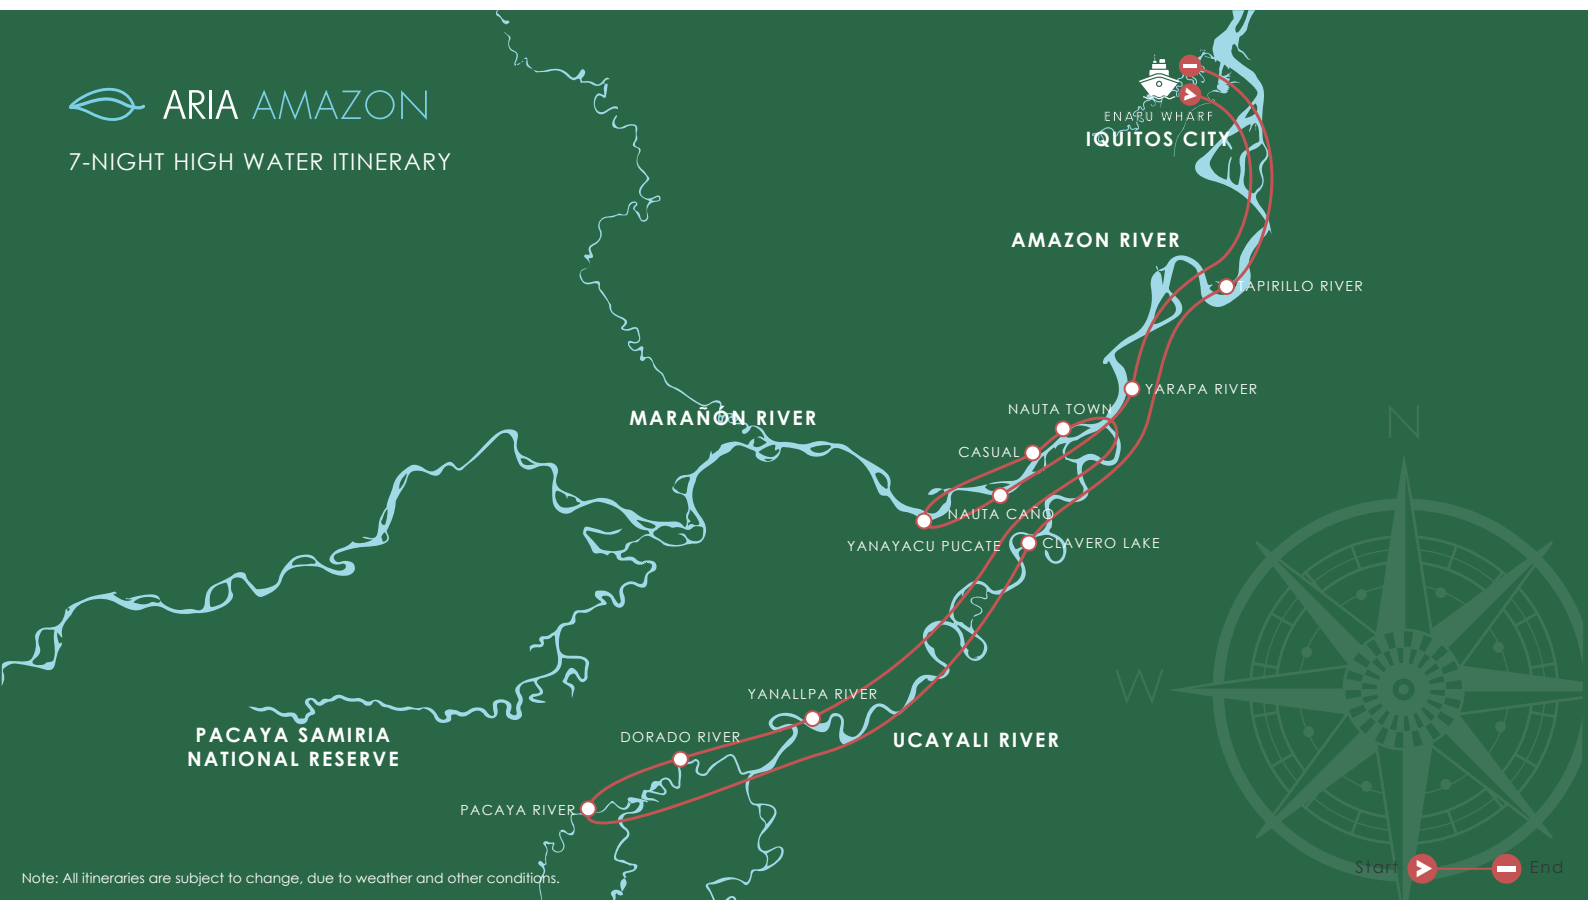 ARIA AMAZON
7-NIGHT HIGH WATER ITINERARY
ENAPU WHARF
IQUITOS CITY
AMAZON RIVER
TAPIRILLO RIVER
YARAPA RIVER
NAUTA TOWN
MARAÑÓN RIVER
CASUAL
N
NAUTA CAÑO
YANAYACU PUCATE
CLAVERO LAKE
W
YANALLPA RIVER
PACAYA SAMIRIA
NATIONAL RESERVE
DORADO RIVER
UCAYALI RIVER
PACAYA RIVER
Start
End
Note: All itineraries are subject to change, due to weather and other conditions.